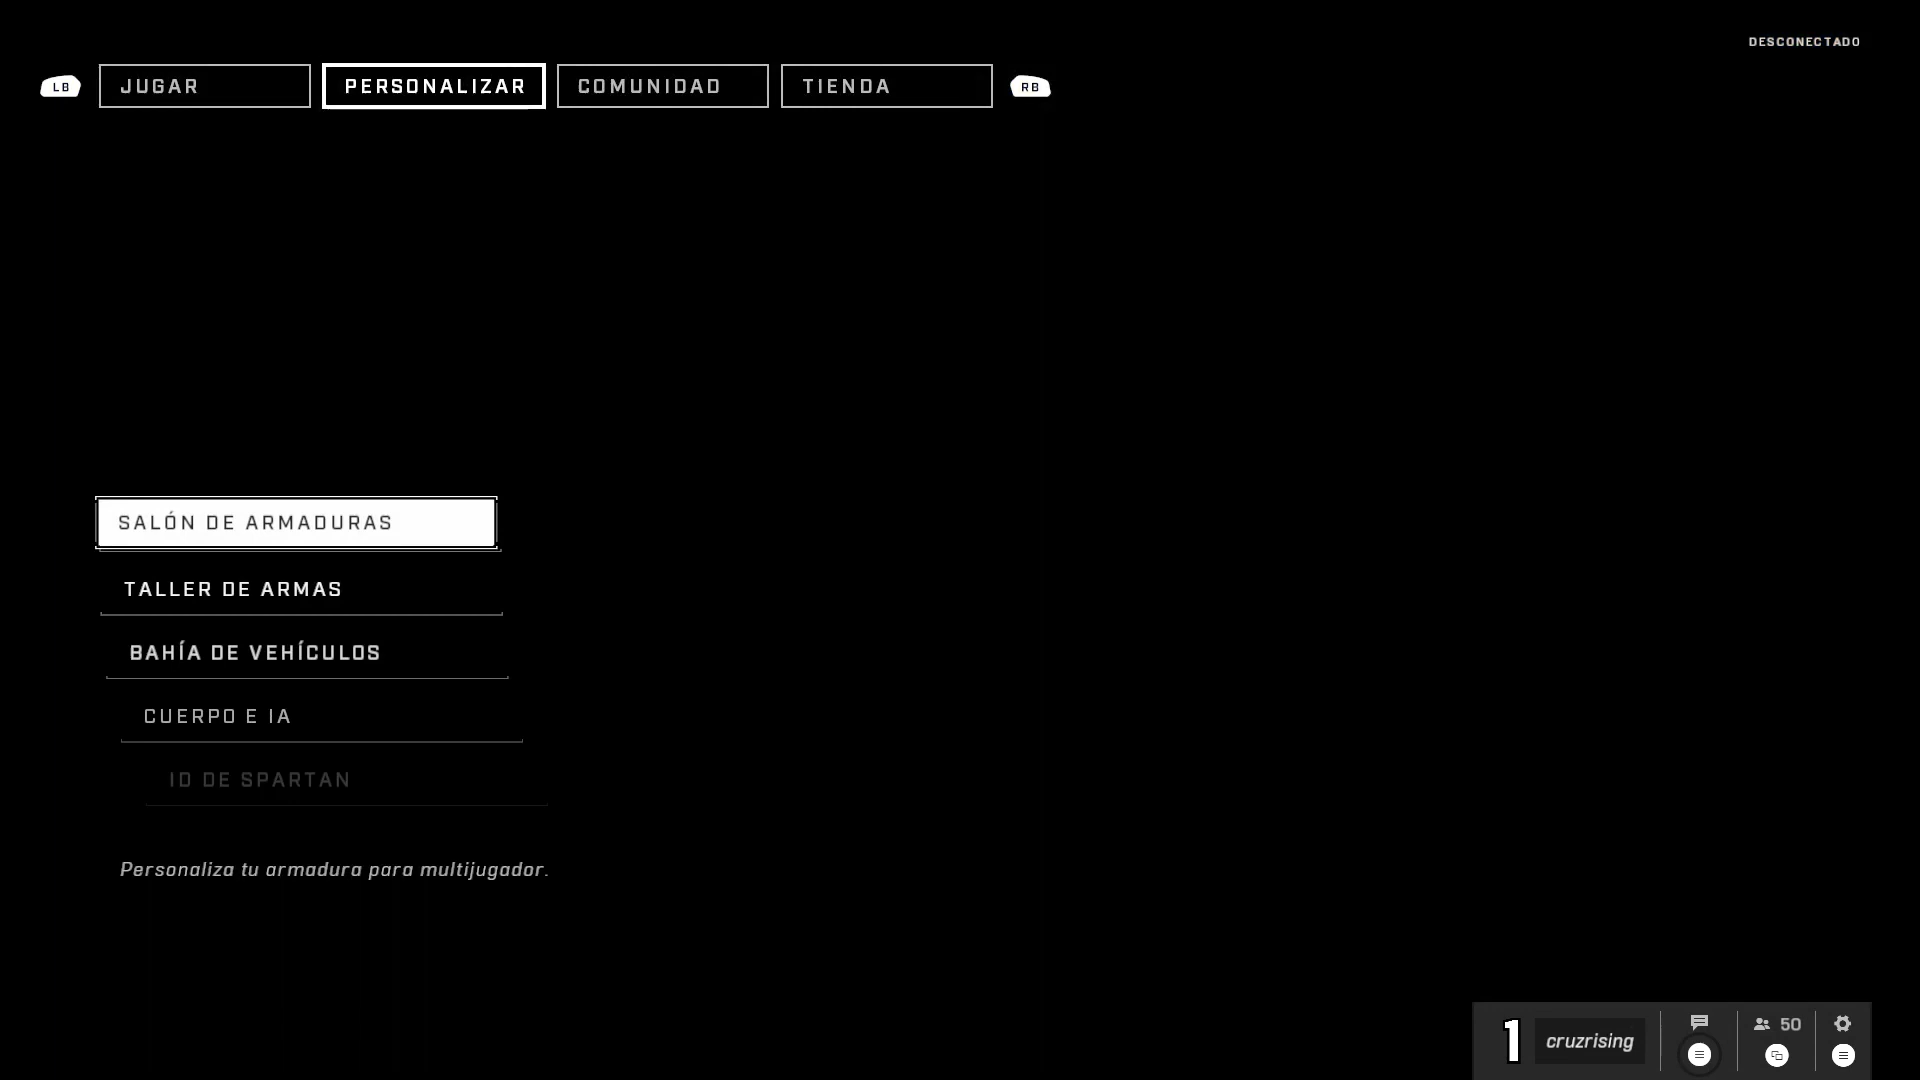 DESCONECTADO
LB JUGAR PERSONALIZAR COMUNIDAD TIENDA RB
SALÓN DE ARMADURAS
TALLER DE ARMAS
BAHÍA DE VEHÍCULOS
CUERPO E IA
ID DE SPARTAN
Personaliza tu armadura para multijugador.
1 cruzrising 50